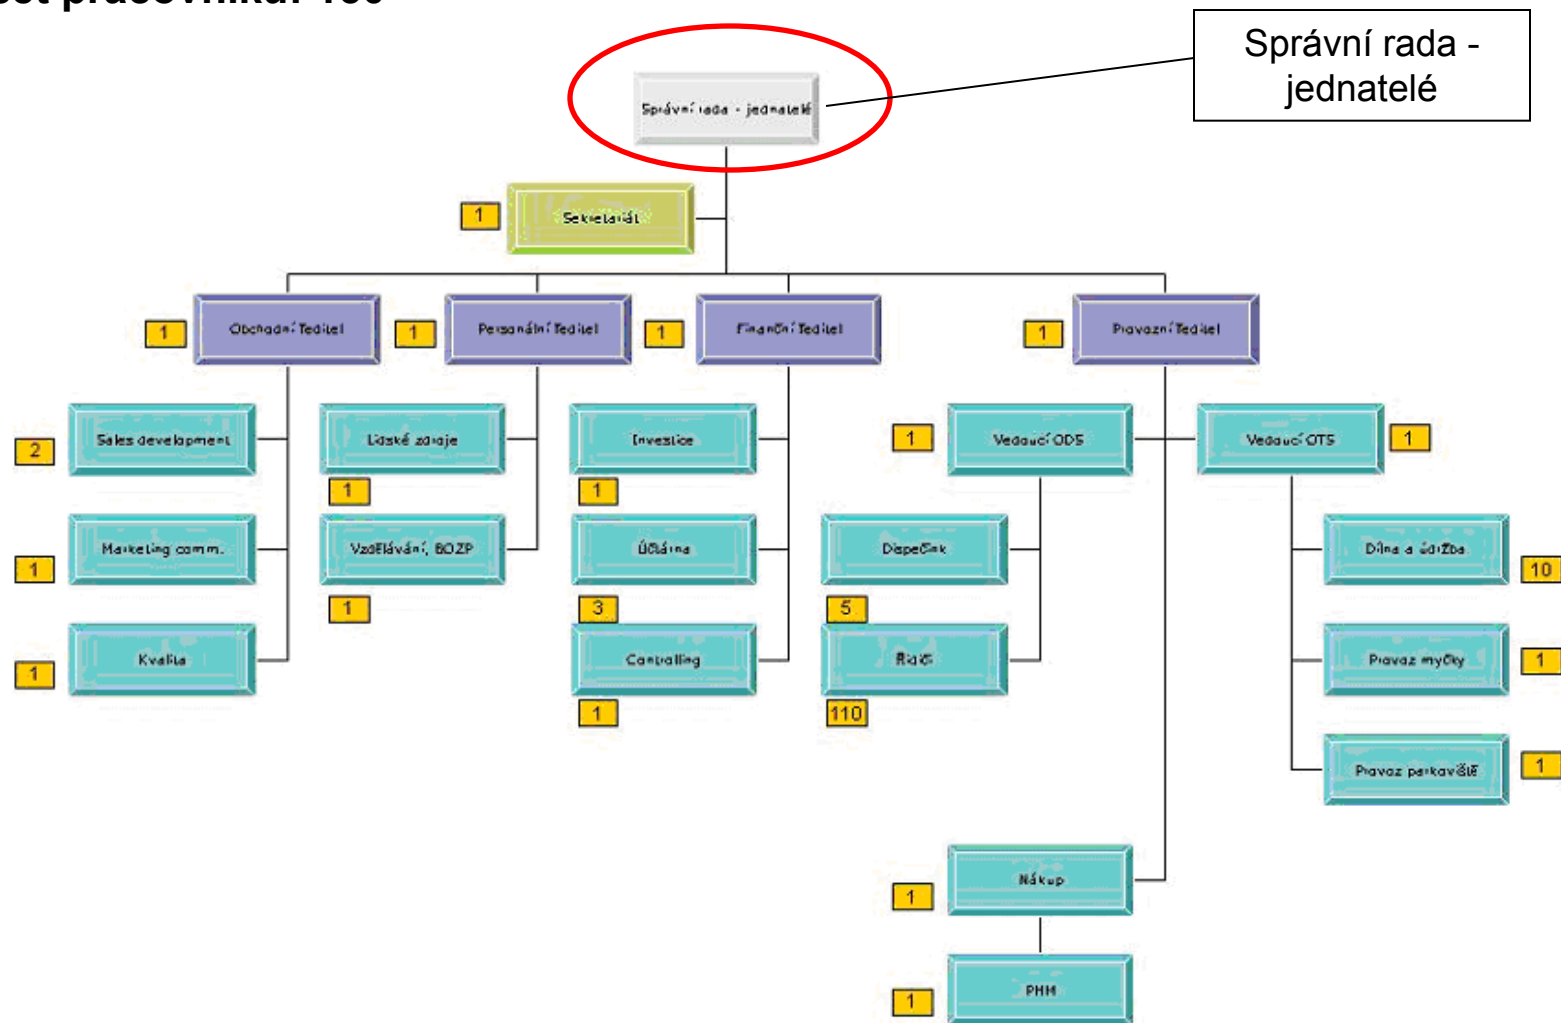 Správní rada -
jednatelé
Správní rada - jednatelé
1
Sekretariát
1
Obchodní ředitel
1
Personální ředitel
1
Finanční ředitel
1
Provozní ředitel
2
Sales development
Lidské zdroje
1
Investice
1
1
Vedoucí ODS
Vedoucí OTS
1
1
Marketing comm.
Vzdělávání, BOZP
1
Účtárna
3
Dispečink
5
Dílna a údržba
10
1
Kvalita
Controlling
1
Řidiči
110
Provoz myčky
1
Provoz parkoviště
1
1
Nákup
1
PHM